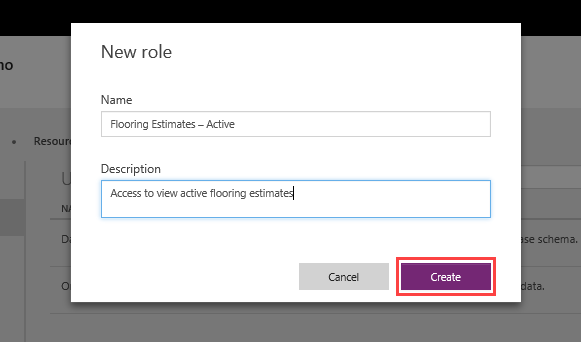 New role
no
Name
Flooring Estimates – Active
Resour
Description
Access to view active flooring estimates
ase schema.
data.
Cancel
Create